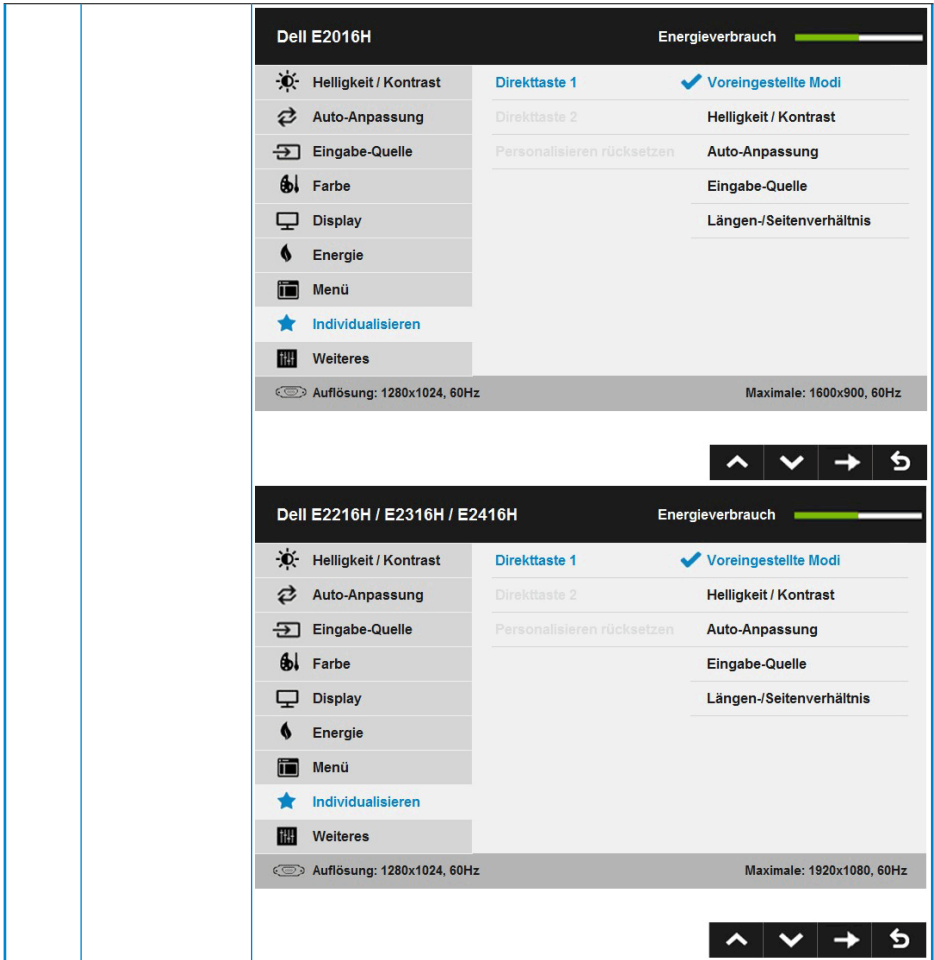 Dell E2016H Energieverbrauch
Helligkeit / Kontrast Direkttaste 1 Voreingestellte Modi
Auto-Anpassung Direkttaste 2 Helligkeit / Kontrast
Eingabe-Quelle Personalisieren rücksetzen Auto-Anpassung
Farbe Eingabe-Quelle
Display Längen-/Seitenverhältnis
Energie
Menü
Individualisieren
Weiteres
Auflösung: 1280x1024, 60Hz Maximale: 1600x900, 60Hz
Dell E2216H / E2316H / E2416H Energieverbrauch
Helligkeit / Kontrast Direkttaste 1 Voreingestellte Modi
Auto-Anpassung Direkttaste 2 Helligkeit / Kontrast
Eingabe-Quelle Personalisieren rücksetzen Auto-Anpassung
Farbe Eingabe-Quelle
Display Längen-/Seitenverhältnis
Energie
Menü
Individualisieren
Weiteres
Auflösung: 1280x1024, 60Hz Maximale: 1920x1080, 60Hz